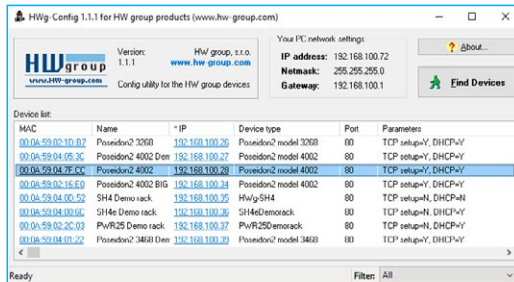 HWg-Config 1.1.1 for HW group products (www.hw-group.com)
HW group
www.HW-group.com
Version: HW group, s.r.o.
1.1.1 www.hw-group.com
Config utility for the HW group devices
Your PC network settings
IP address: 192.168.100.72
Netmask: 255.255.255.0
Gateway: 192.168.100.1
? About...
Find Devices
Device list:
MAC Name ^ IP Device type Port Parameters
00:0A:59:02:1D:B7 Poseidon2 3268 192.168.100.26 Poseidon2 model 3268 80 TCP setup=Y, DHCP=Y
00:0A:59:04:05:3C Poseidon2 4002 Den 192.168.100.27 Poseidon2 model 4002 80 TCP setup=Y, DHCP=Y
00:0A:59:04:7F:CC Poseidon2 4002 192.168.100.28 Poseidon2 model 4002 80 TCP setup=Y, DHCP=Y
00:0A:59:02:16:E0 Poseidon2 4002 BIG 192.168.100.34 Poseidon2 model 4002 80 TCP setup=Y, DHCP=Y
00:0A:59:04:0D:52 SH4 Demo rack 192.168.100.35 HWg-SH4 80 TCP setup=N, DHCP=N
00:0A:59:04:00:6C SH4e Demo rack 192.168.100.36 SH4eDemorack 80 TCP setup=N, DHCP=Y
00:0A:59:02:2C:03 PWR25 Demo rack 192.168.100.37 PWR25Demorack 80 TCP setup=Y, DHCP=Y
00:0A:59:04:01:22 Poseidon2 3468 Den 192.168.100.39 Poseidon2 model 3468 80 TCP setup=Y, DHCP=Y
Ready Filter: All